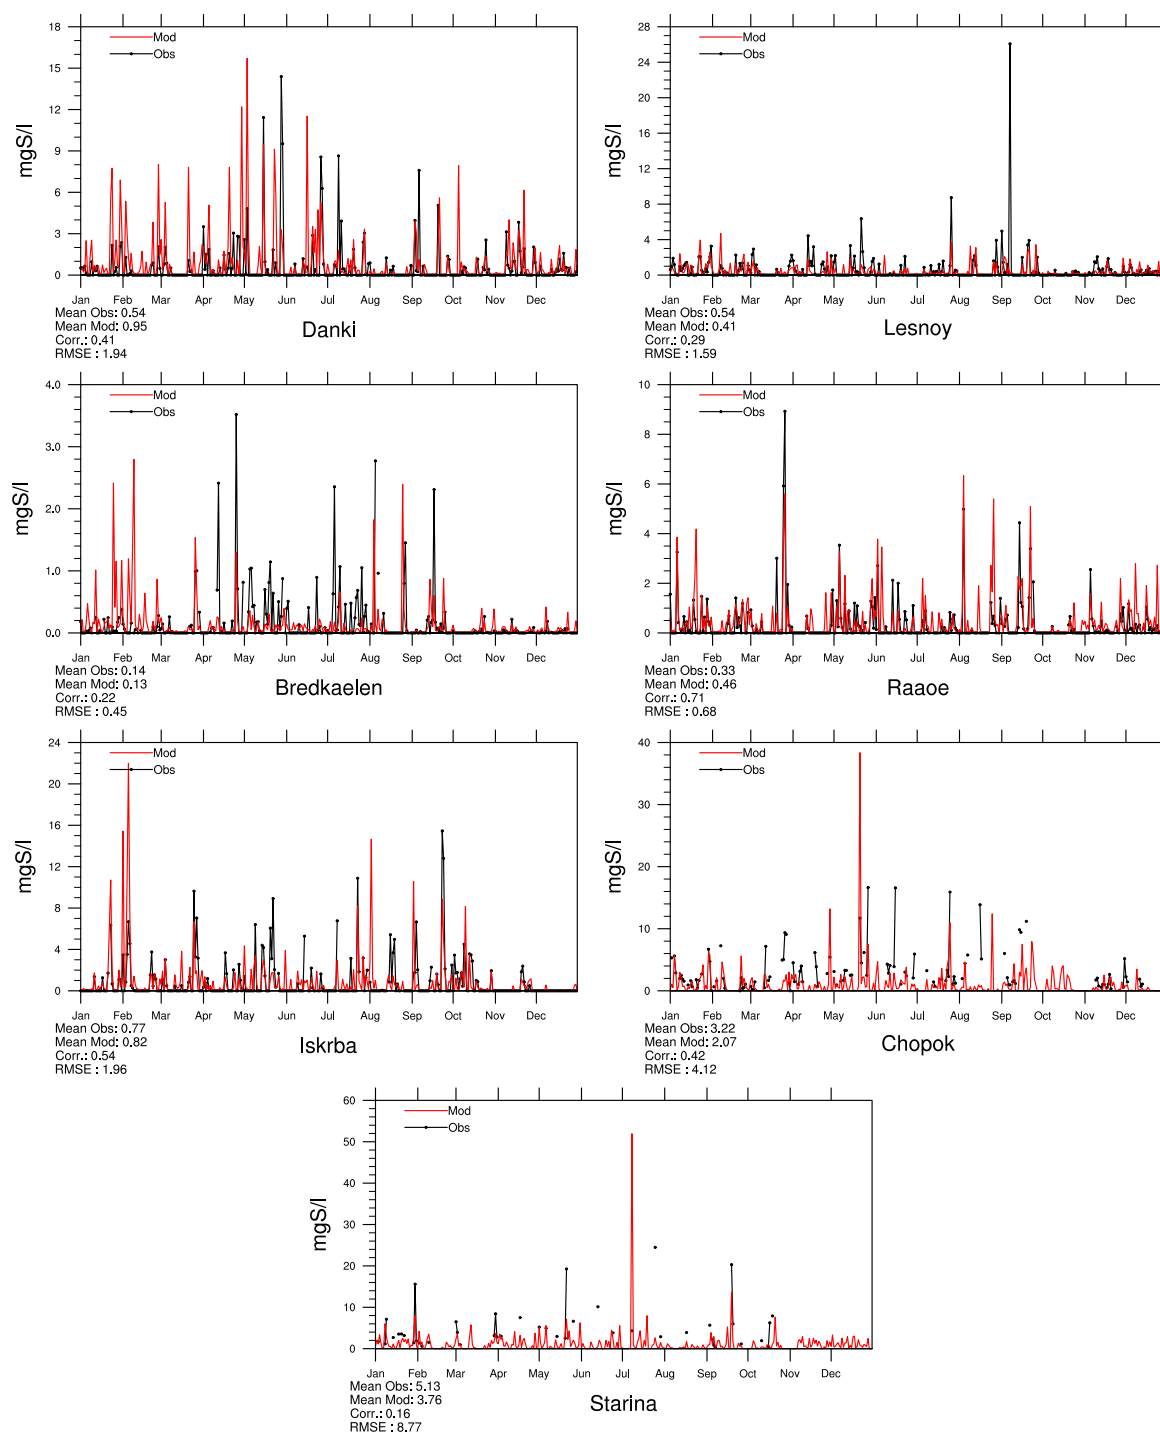 18
15
12
9
6
3
0
mgS/l
Mod
Obs
Jan Feb Mar Apr May Jun Jul Aug Sep Oct Nov Dec
Mean Obs: 0.54
Mean Mod: 0.95
Corr.: 0.41
RMSE : 1.94
Danki
28
24
20
16
12
8
4
0
mgS/l
Mod
Obs
Jan Feb Mar Apr May Jun Jul Aug Sep Oct Nov Dec
Mean Obs: 0.54
Mean Mod: 0.41
Corr.: 0.29
RMSE : 1.59
Lesnoy
4.0
3.0
2.0
1.0
0.0
mgS/l
Mod
Obs
Jan Feb Mar Apr May Jun Jul Aug Sep Oct Nov Dec
Mean Obs: 0.14
Mean Mod: 0.13
Corr.: 0.22
RMSE : 0.45
Bredkaelen
10
8
6
4
2
0
mgS/l
Mod
Obs
Jan Feb Mar Apr May Jun Jul Aug Sep Oct Nov Dec
Mean Obs: 0.33
Mean Mod: 0.46
Corr.: 0.71
RMSE : 0.68
Raaoe
24
20
16
12
8
4
0
mgS/l
Mod
Obs
Jan Feb Mar Apr May Jun Jul Aug Sep Oct Nov Dec
Mean Obs: 0.77
Mean Mod: 0.82
Corr.: 0.54
RMSE : 1.96
Iskrba
40
30
20
10
0
mgS/l
Mod
Obs
Jan Feb Mar Apr May Jun Jul Aug Sep Oct Nov Dec
Mean Obs: 3.22
Mean Mod: 2.07
Corr.: 0.42
RMSE : 4.12
Chopok
60
50
40
30
20
10
0
mgS/l
Mod
Obs
Jan Feb Mar Apr May Jun Jul Aug Sep Oct Nov Dec
Mean Obs: 5.13
Mean Mod: 3.76
Corr.: 0.16
RMSE : 8.77
Starina